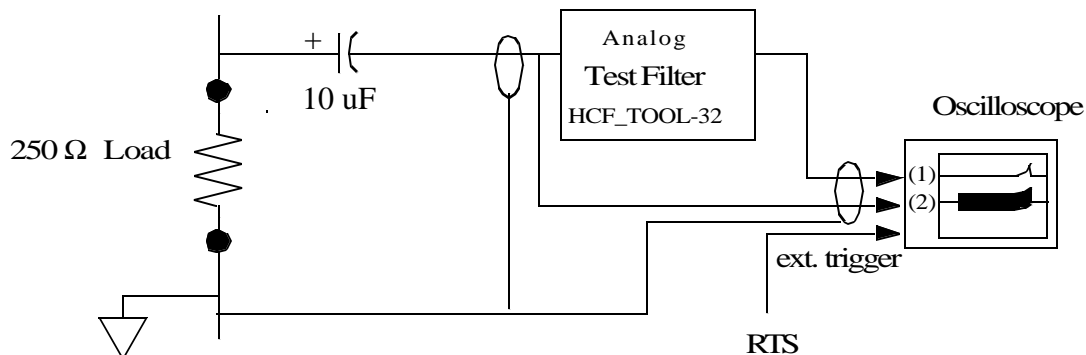 +
10 uF
250 Ω Load
Analog
Test Filter
HCF_TOOL-32
Oscilloscope
(1)
(2)
ext. trigger
RTS